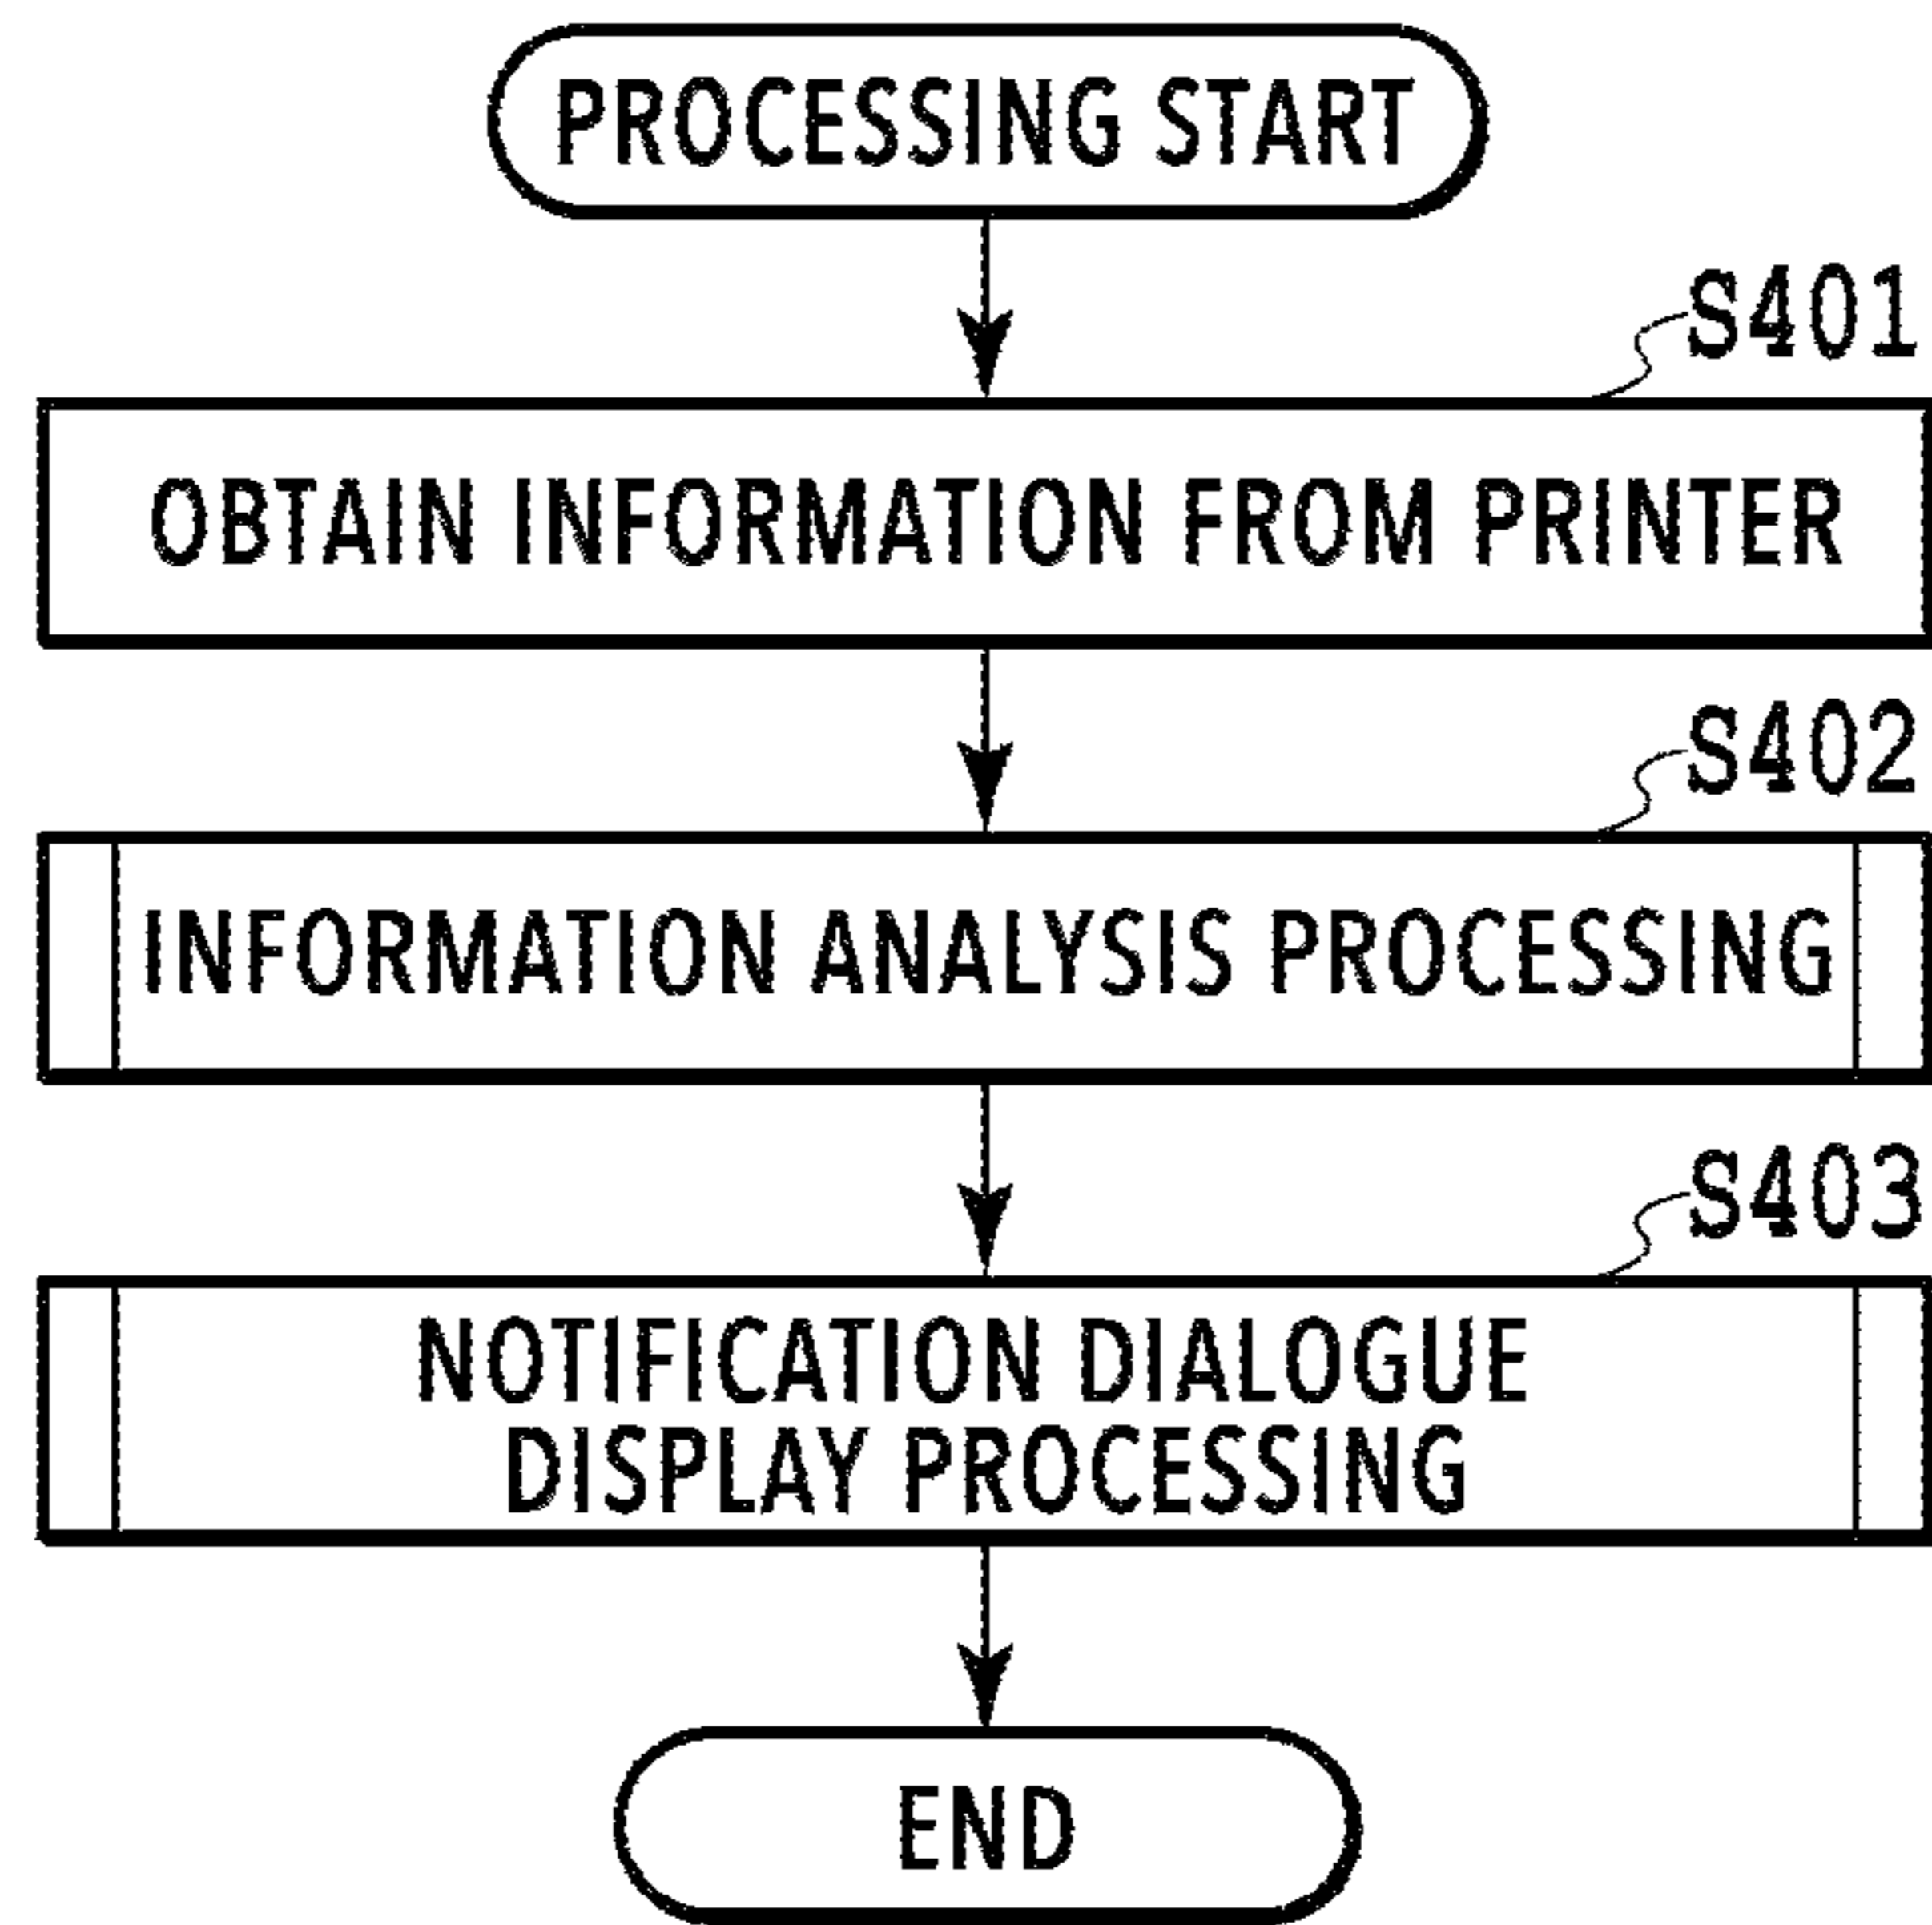 PROCESSING START
S401
OBTAIN INFORMATION FROM PRINTER
S402
INFORMATION ANALYSIS PROCESSING
S403
NOTIFICATION DIALOGUE
DISPLAY PROCESSING
END